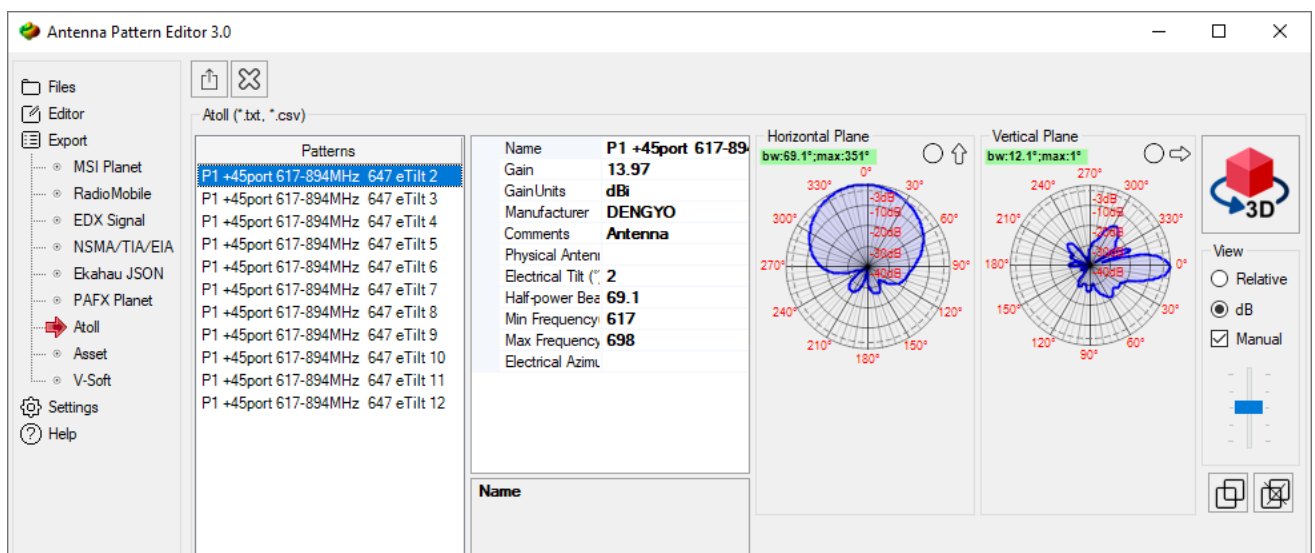 Antenna Pattern Editor 3.0
Files
Editor
Export
MSI Planet
RadioMobile
EDX Signal
NSMA/TIA/EIA
Ekahau JSON
PAFX Planet
Atoll
Asset
V-Soft
Settings
Help
Atoll (*.txt, *.csv)
Patterns
P1 +45port 617-894MHz 647 eTilt 2
P1 +45port 617-894MHz 647 eTilt 3
P1 +45port 617-894MHz 647 eTilt 4
P1 +45port 617-894MHz 647 eTilt 5
P1 +45port 617-894MHz 647 eTilt 6
P1 +45port 617-894MHz 647 eTilt 7
P1 +45port 617-894MHz 647 eTilt 8
P1 +45port 617-894MHz 647 eTilt 9
P1 +45port 617-894MHz 647 eTilt 10
P1 +45port 617-894MHz 647 eTilt 11
P1 +45port 617-894MHz 647 eTilt 12
Name P1 +45port 617-89
Gain 13.97
GainUnits dBi
Manufacturer DENGYO
Comments Antenna
Physical Anten
Electrical Tilt (° 2
Half-power Bea 69.1
Min Frequency 617
Max Frequency 698
Electrical Azimu
Name
Horizontal Plane
bw:69.1°;max:351°
0°
330° 30°
300° 60°
270° 90°
240° 120°
210° 150°
180°
-3dB
-10dB
-20dB
-30dB
-40dB
Vertical Plane
bw:12.1°;max:1°
270°
240° 300°
210° 330°
180° 0°
150° 30°
120° 60°
90°
-3dB
-10dB
-20dB
-30dB
-40dB
3D
View
Relative
dB
Manual